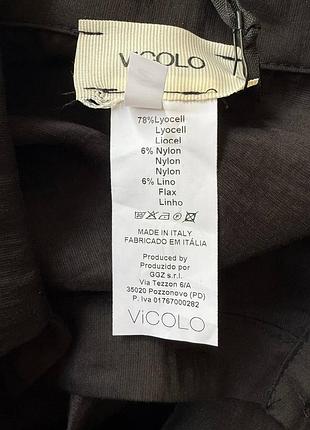 ViCOLO
78%Lyocell
Lyocell
Liocel
6% Nylon
Nylon
Nylon
6% Lino
Flax
Linho
MADE IN ITALY
FABRICADO EM ITÁLIA
Produced by
Produzido por
GGZ s.r.l.
Via Tezzon 6/A
35020 Pozzonovo (PD)
P. Iva 01767000282
ViCOLO